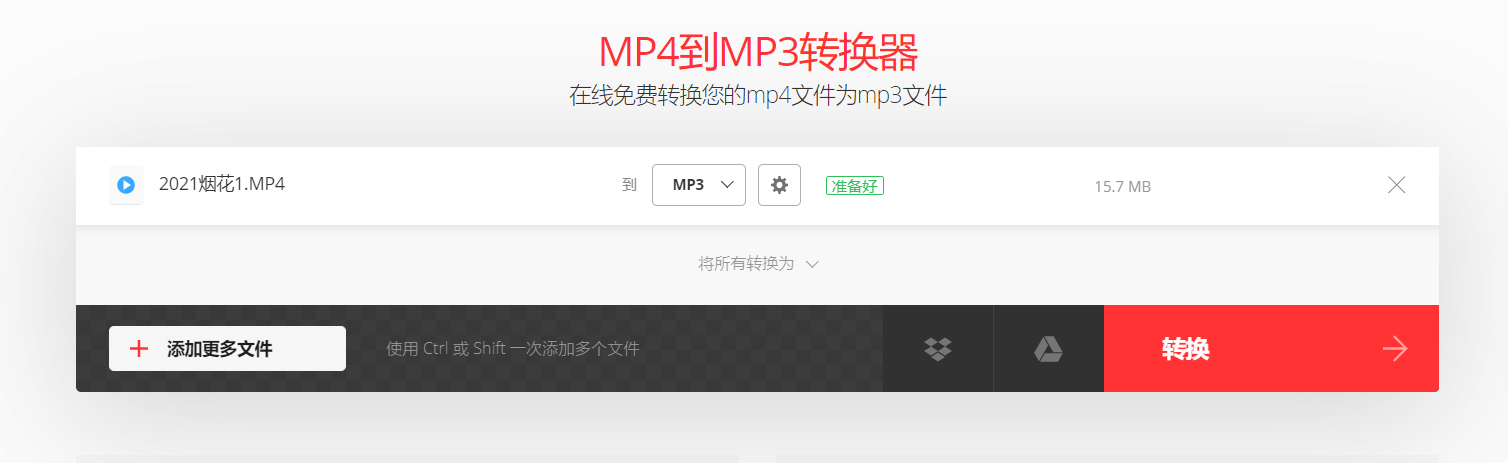 MP4到MP3转换器
在线免费转换您的mp4文件为mp3文件
2021烟花1.MP4 到 MP3 准备好 15.7 MB
将所有转换为
添加更多文件 使用 Ctrl 或 Shift 一次添加多个文件 转换